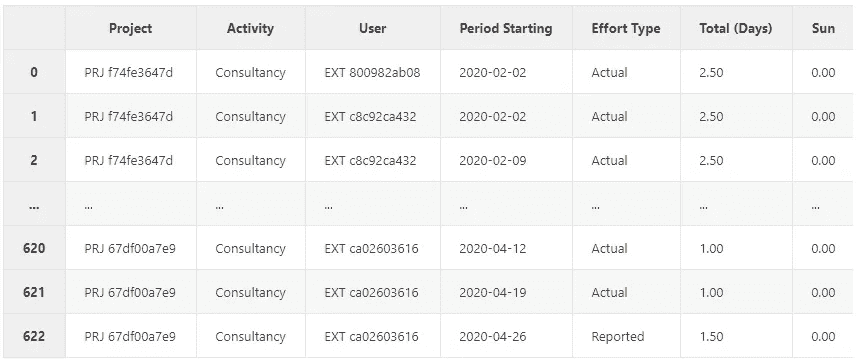 Project Activity User Period Starting Effort Type Total (Days) Sun
0 PRJ f74fe3647d Consultancy EXT 800982ab08 2020-02-02 Actual 2.50 0.00
1 PRJ f74fe3647d Consultancy EXT c8c92ca432 2020-02-02 Actual 2.50 0.00
2 PRJ f74fe3647d Consultancy EXT c8c92ca432 2020-02-09 Actual 2.50 0.00
... ... ... ... ... ... ... ...
620 PRJ 67df00a7e9 Consultancy EXT ca02603616 2020-04-12 Actual 1.00 0.00
621 PRJ 67df00a7e9 Consultancy EXT ca02603616 2020-04-19 Actual 1.00 0.00
622 PRJ 67df00a7e9 Consultancy EXT ca02603616 2020-04-26 Reported 1.50 0.00